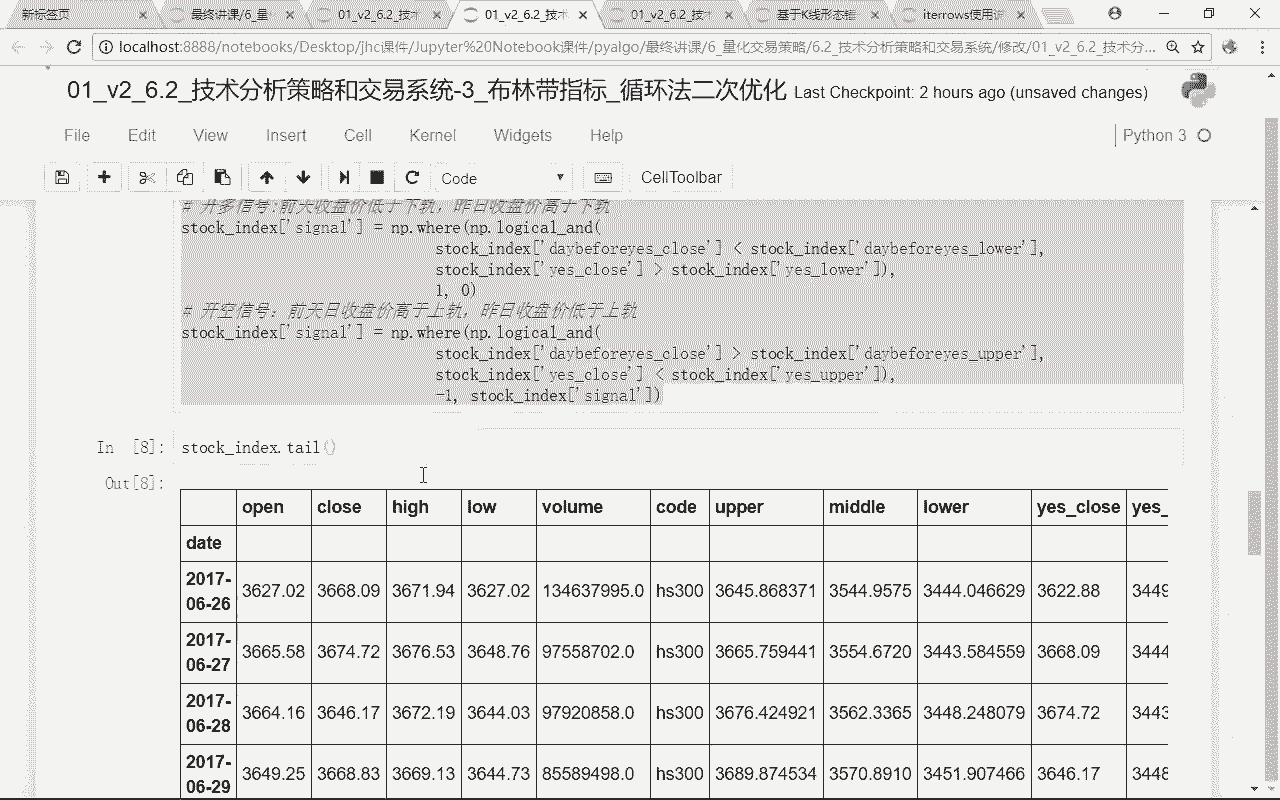 新标签页
最终讲课/6_量
01_v2_6.2_技术
01_v2_6.2_技术
01_v2_6.2_技术
基于K线形态错
iterrows使用讲
localhost:8888/notebooks/Desktop/jhc课件/Jupyter%20Notebook课件/pyalgo/最终讲课/6_量化交易策略/6.2_技术分析策略和交易系统/修改/01_v2_6.2_技术分...
01_v2_6.2_技术分析策略和交易系统-3_布林带指标_循环法二次优化 Last Checkpoint: 2 hours ago (unsaved changes)
File Edit View Insert Cell Kernel Widgets Help Python 3
Code CellToolbar
# 开多信号:前天收盘价低于下轨，昨日收盘价高于下轨
stock_index['signal'] = np.where(np.logical_and(
stock_index['daybeforeyes_close'] < stock_index['daybeforeyes_lower'],
stock_index['yes_close'] > stock_index['yes_lower']),
1, 0)
# 开空信号：前天日收盘价高于上轨，昨日收盘价低于上轨
stock_index['signal'] = np.where(np.logical_and(
stock_index['daybeforeyes_close'] > stock_index['daybeforeyes_upper'],
stock_index['yes_close'] < stock_index['yes_upper']),
-1, stock_index['signal'])
In [8]: stock_index.tail()
Out[8]:
open close high low volume code upper middle lower yes_close yes_
date
2017-06-26 3627.02 3668.09 3671.94 3627.02 134637995.0 hs300 3645.868371 3544.9575 3444.046629 3622.88 3449
2017-06-27 3665.58 3674.72 3676.53 3648.76 97558702.0 hs300 3665.759441 3554.6720 3443.584559 3668.09 3444
2017-06-28 3664.16 3646.17 3672.19 3644.03 97920858.0 hs300 3676.424921 3562.3365 3448.248079 3674.72 3443
2017-06-29 3649.25 3668.83 3669.13 3644.73 85589498.0 hs300 3689.874534 3570.8910 3451.907466 3646.17 3448